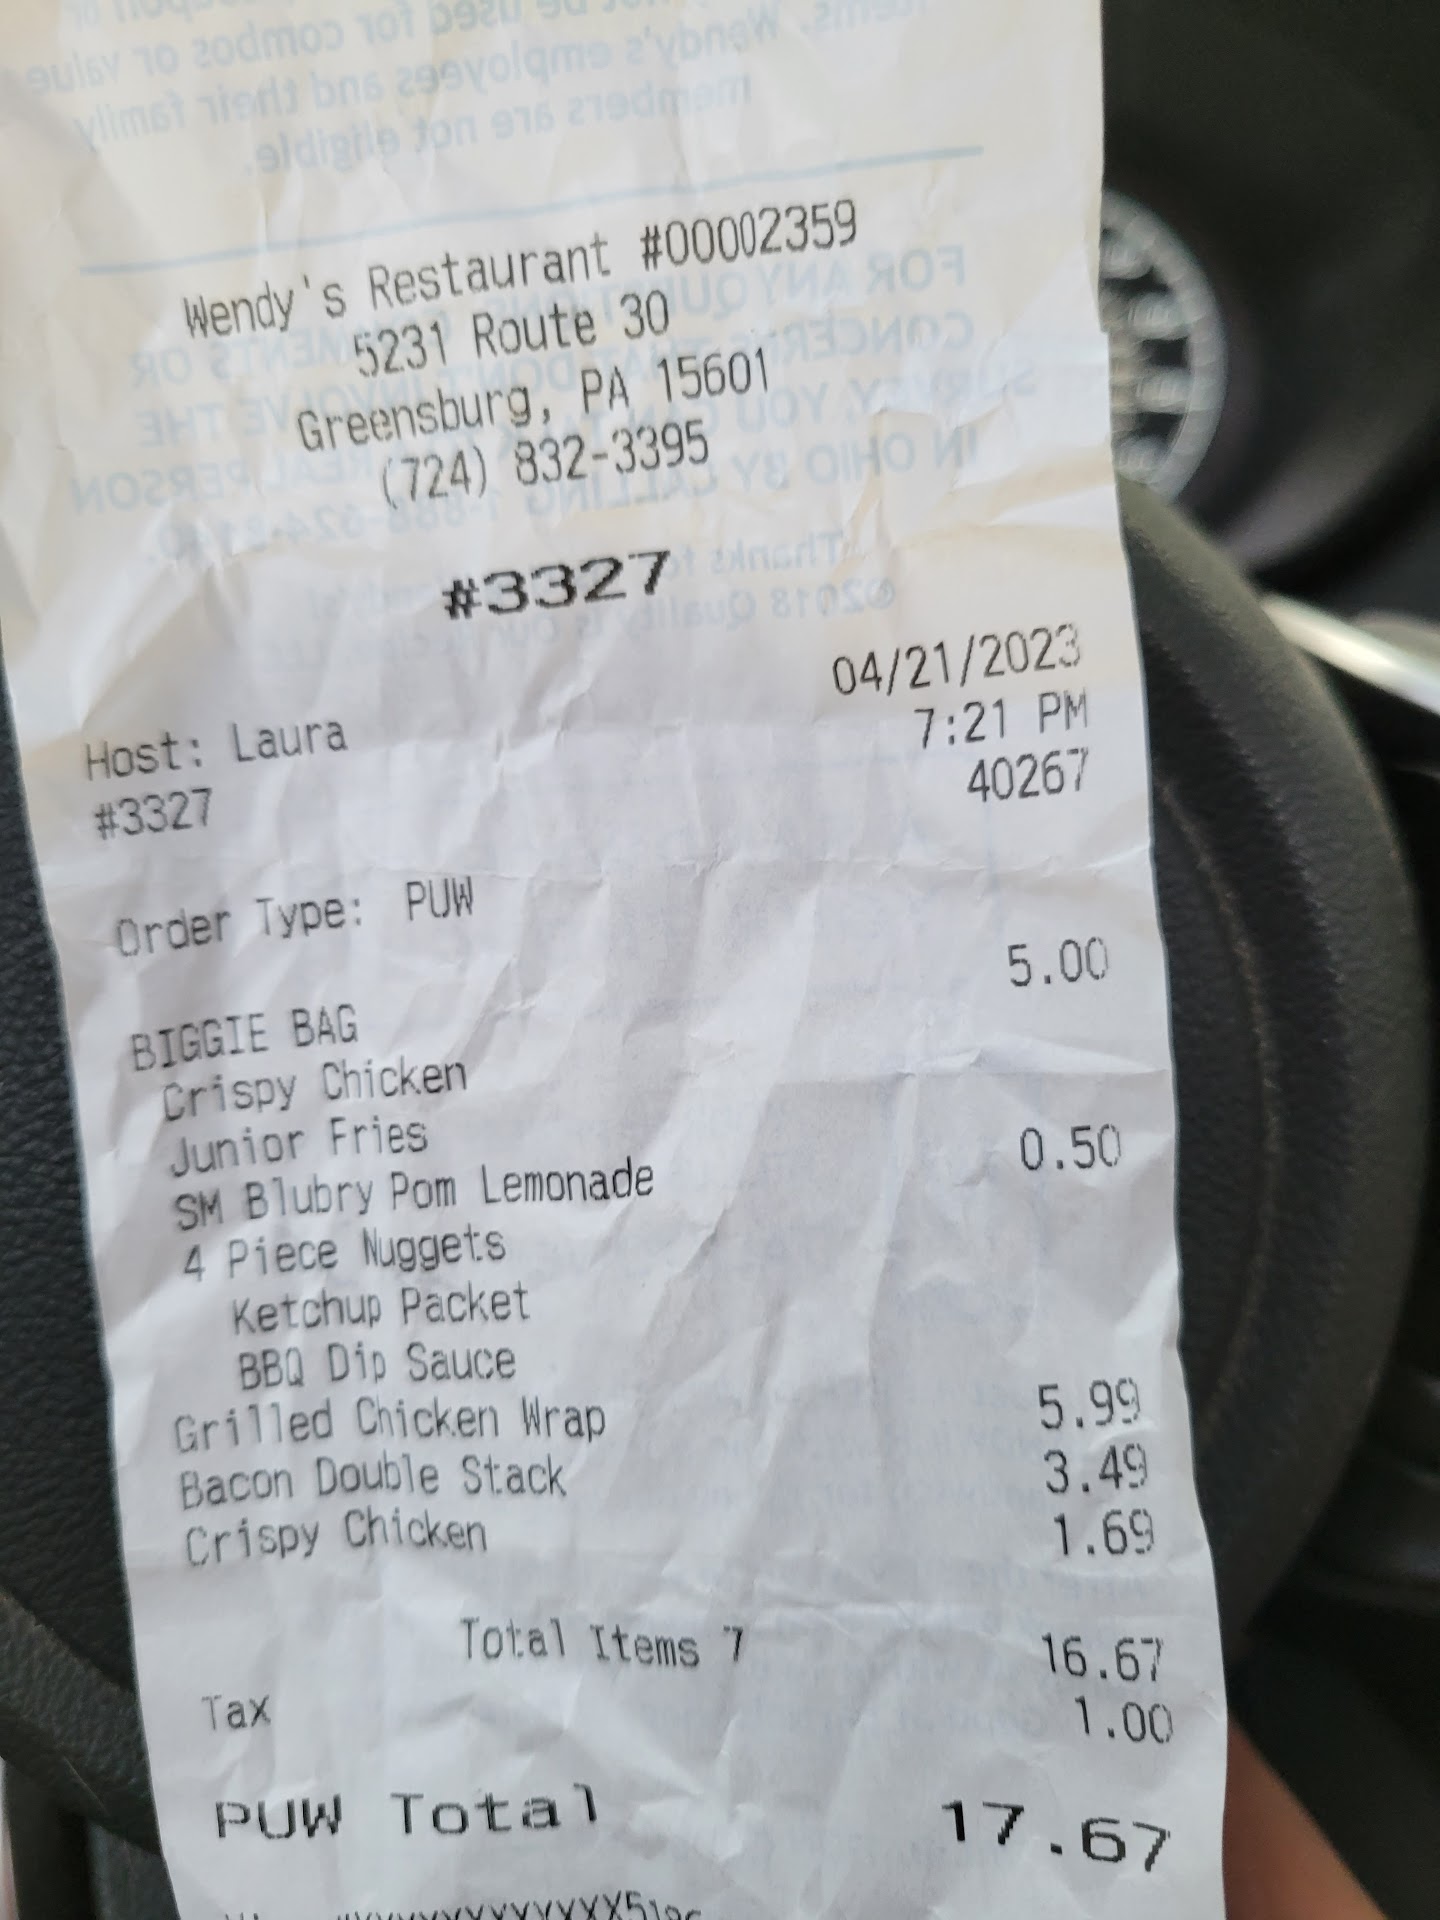 Wendy's Restaurant #00002359
5231 Route 30
Greensburg, PA 15601
(724) 832-3395
#3327
04/21/2023
Host: Laura 7:21 PM
#3327 40267
Order Type: PUW
5.00
BIGGIE BAG
Crispy Chicken
Junior Fries
0.50
SM Blubry Pom Lemonade
4 Piece Nuggets
Ketchup Packet
BBQ Dip Sauce
Grilled Chicken Wrap 5.99
Bacon Double Stack 3.49
Crispy Chicken 1.69
Total Items 7 16.67
Tax 1.00
PUW Total 17.67